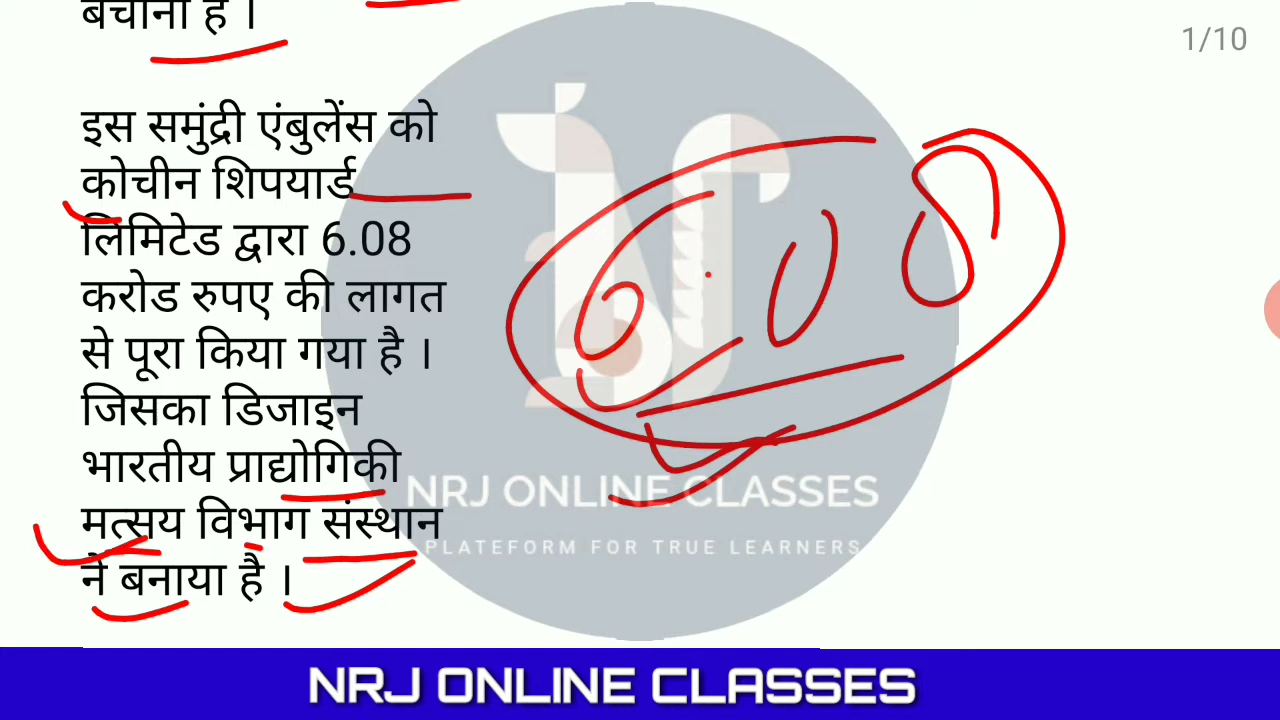 बचाना है ।
1/10
इस समुंद्री एंबुलेंस को
कोचीन शिपयार्ड
लिमिटेड द्वारा 6.08
करोड रुपए की लागत
से पूरा किया गया है ।
जिसका डिजाइन
भारतीय प्राद्योगिकी
मत्सय विभाग संस्थान
ने बनाया है ।
6.08
NRJ ONLINE CLASSES
PLATEFORM FOR TRUE LEARNERS
NRJ ONLINE CLASSES